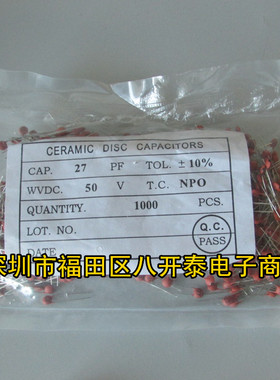 CERAMIC DISC CAPACITORS
CAP. 27 PF TOL. ±10%
WVDC. 50 V T.C. NPO
QUANTITY. 1000 PCS.
LOT NO.
Q.C.
PASS
DATE
深圳市福田区八开泰电子商